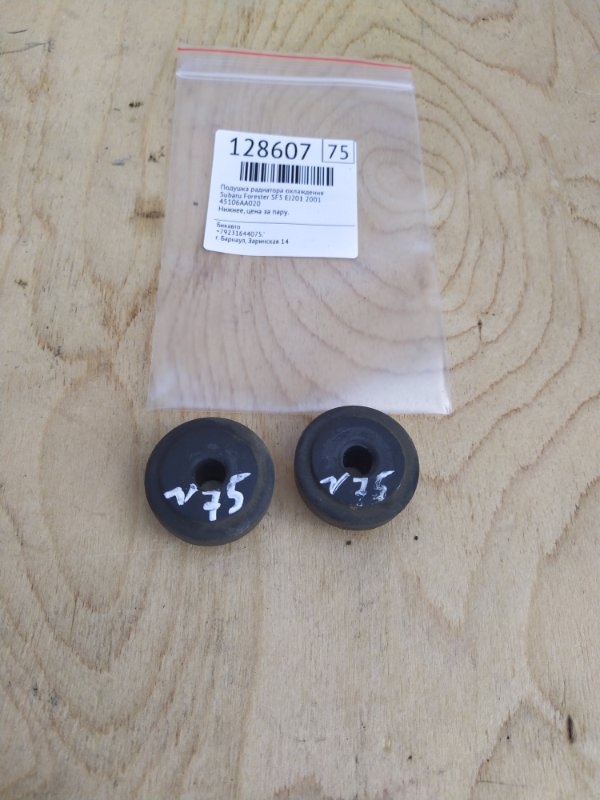 128607 75
Подушка радиатора охлаждения
Subaru Forester SF5 EJ201 2001
45106AA020
Нижнее, цена за пару.
Бикавто
+79231644075,'
г. Барнаул, Заринская 14
N75 N75